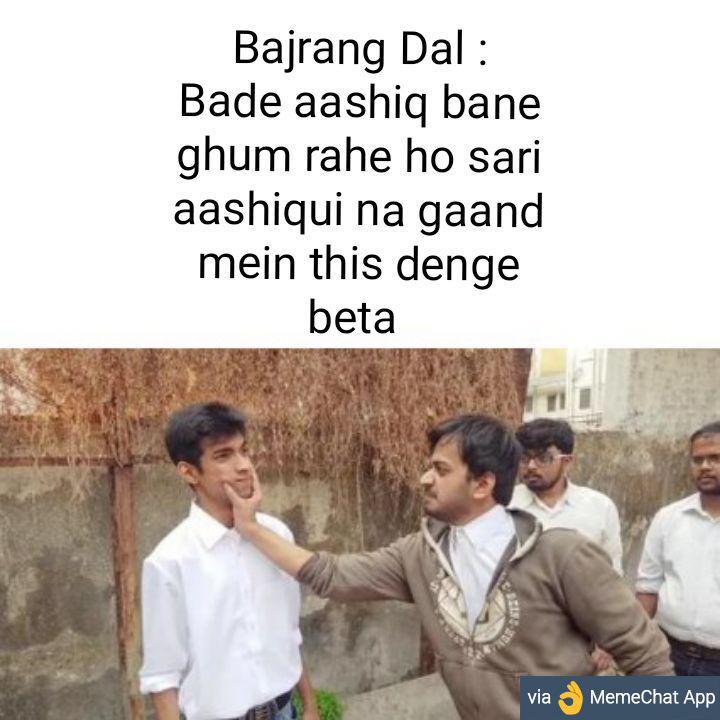 Bajrang Dal :
Bade aashiq bane
ghum rahe ho sari
aashiqui na gaand
mein this denge
beta
via 👌 MemeChat App